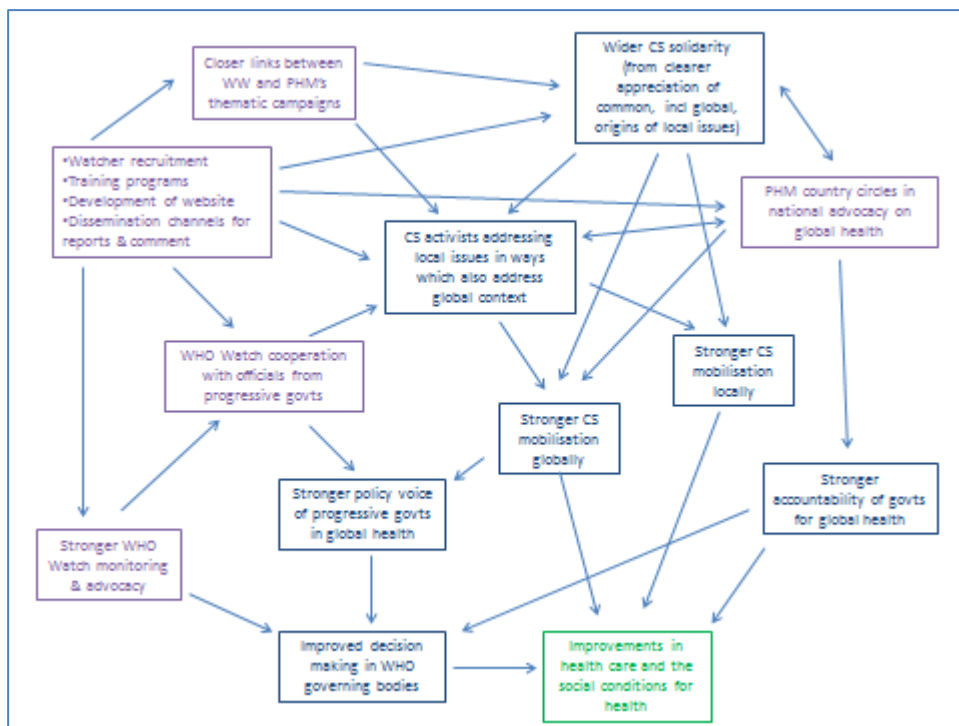 Closer links between
WW and PHM's
thematic campaigns
Wider CS solidarity
(from clearer
appreciation of
common, incl global,
origins of local issues)
•Watcher recruitment
•Training programs
•Development of website
•Dissemination channels for
reports & comment
PHM country circles in
national advocacy on
global health
CS activists addressing
local issues in ways
which also address
global context
WHO Watch cooperation
with officials from
progressive govts
Stronger CS
mobilisation
locally
Stronger CS
mobilisation
globally
Stronger policy voice
of progressive govts
in global health
Stronger
accountability of govts
for global health
Stronger WHO
Watch monitoring
& advocacy
Improved decision
making in WHO
governing bodies
Improvements in
health care and the
social conditions for
health